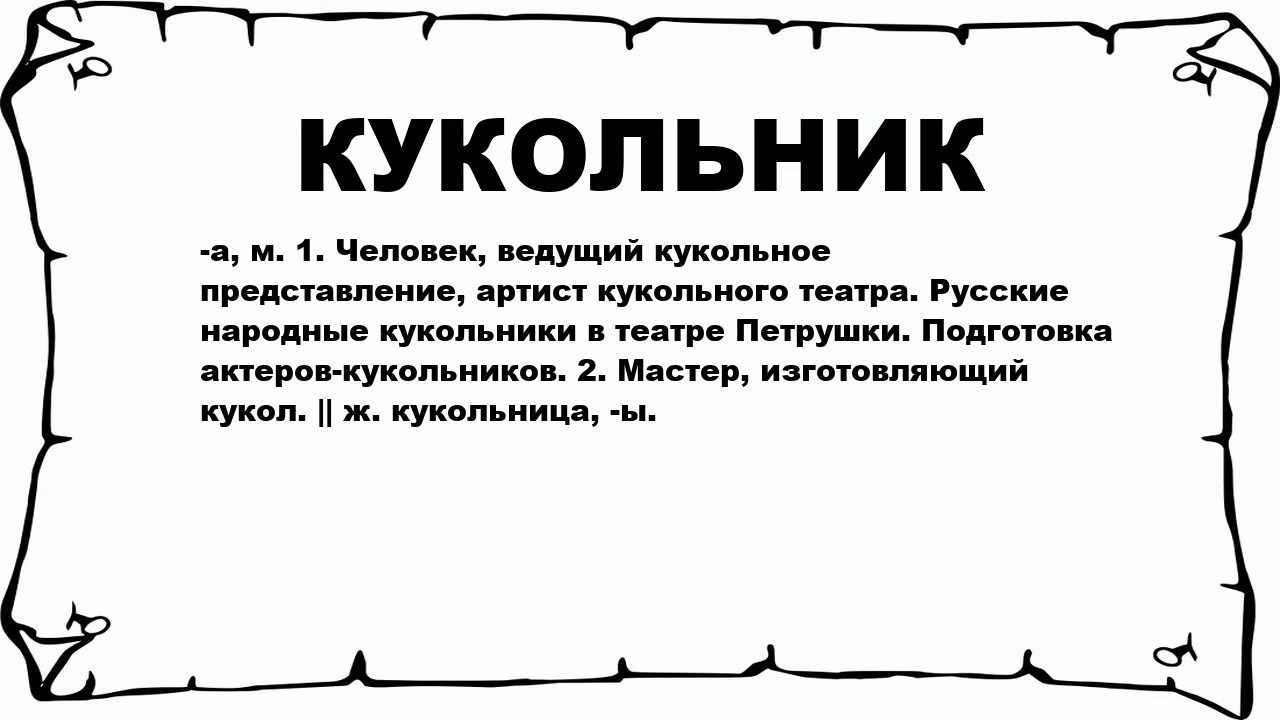 КУКОЛЬНИК
-а, м. 1. Человек, ведущий кукольное
представление, артист кукольного театра. Русские
народные кукольники в театре Петрушки. Подготовка
актеров-кукольников. 2. Мастер, изготовляющий
кукол. || ж. кукольница, -ы.